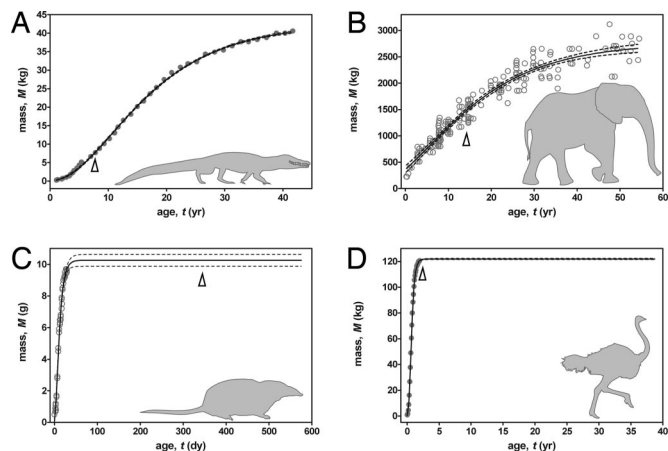 A
mass, M (kg)
45
40
35
30
25
20
15
10
5
0
0 10 20 30 40
age, t (yr)
B
mass, M (kg)
3000
2500
2000
1500
1000
500
0
0 10 20 30 40 50 60
age, t (yr)
C
mass, M (g)
10
8
6
4
2
0
0 100 200 300 400 500 600
age, t (dy)
D
mass, M (kg)
120
100
80
60
40
20
0
0 5 10 15 20 25 30 35 40
age, t (yr)